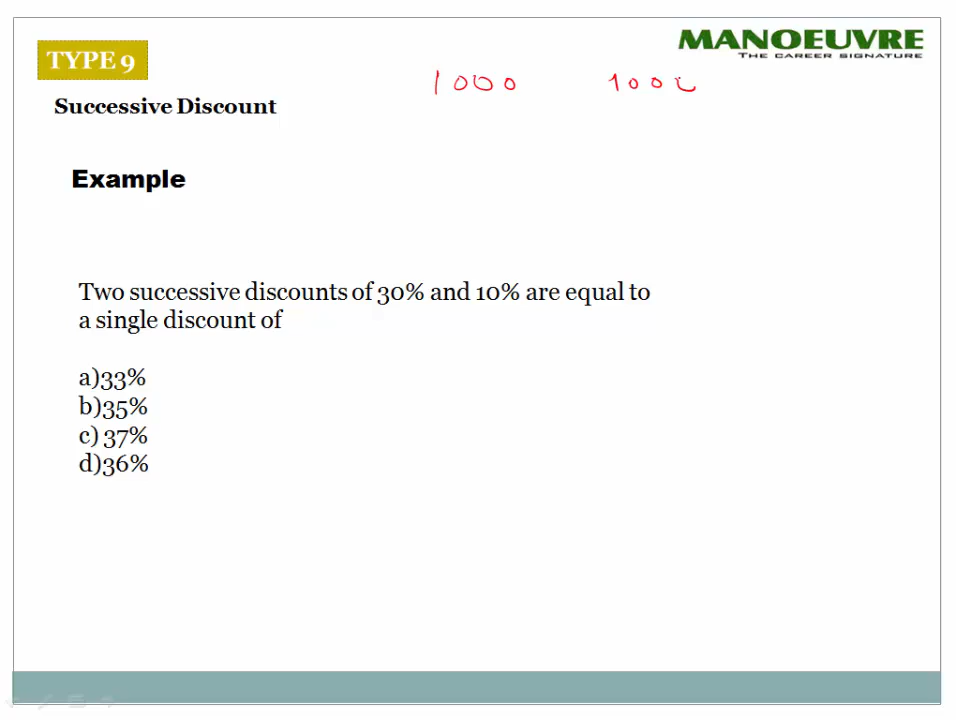 MANOEUVRE
THE CAREER SIGNATURE
TYPE 9
1000 1000
Successive Discount
Example
Two successive discounts of 30% and 10% are equal to
a single discount of
a)33%
b)35%
c) 37%
d)36%